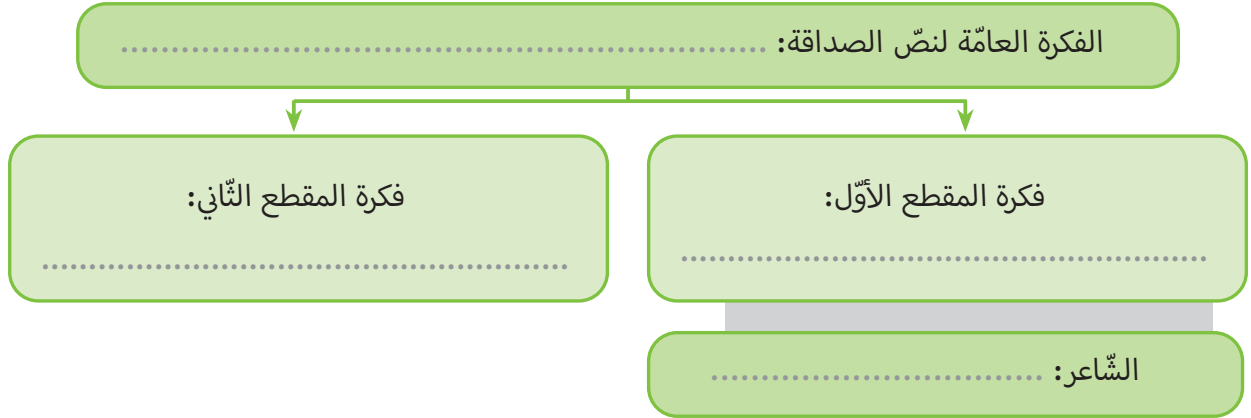 الفكرة العامّة لنصّ الصداقة: .................................................................
فكرة المقطع الأوّل:
........................................................
فكرة المقطع الثّاني:
........................................................
الشّاعر: .................................